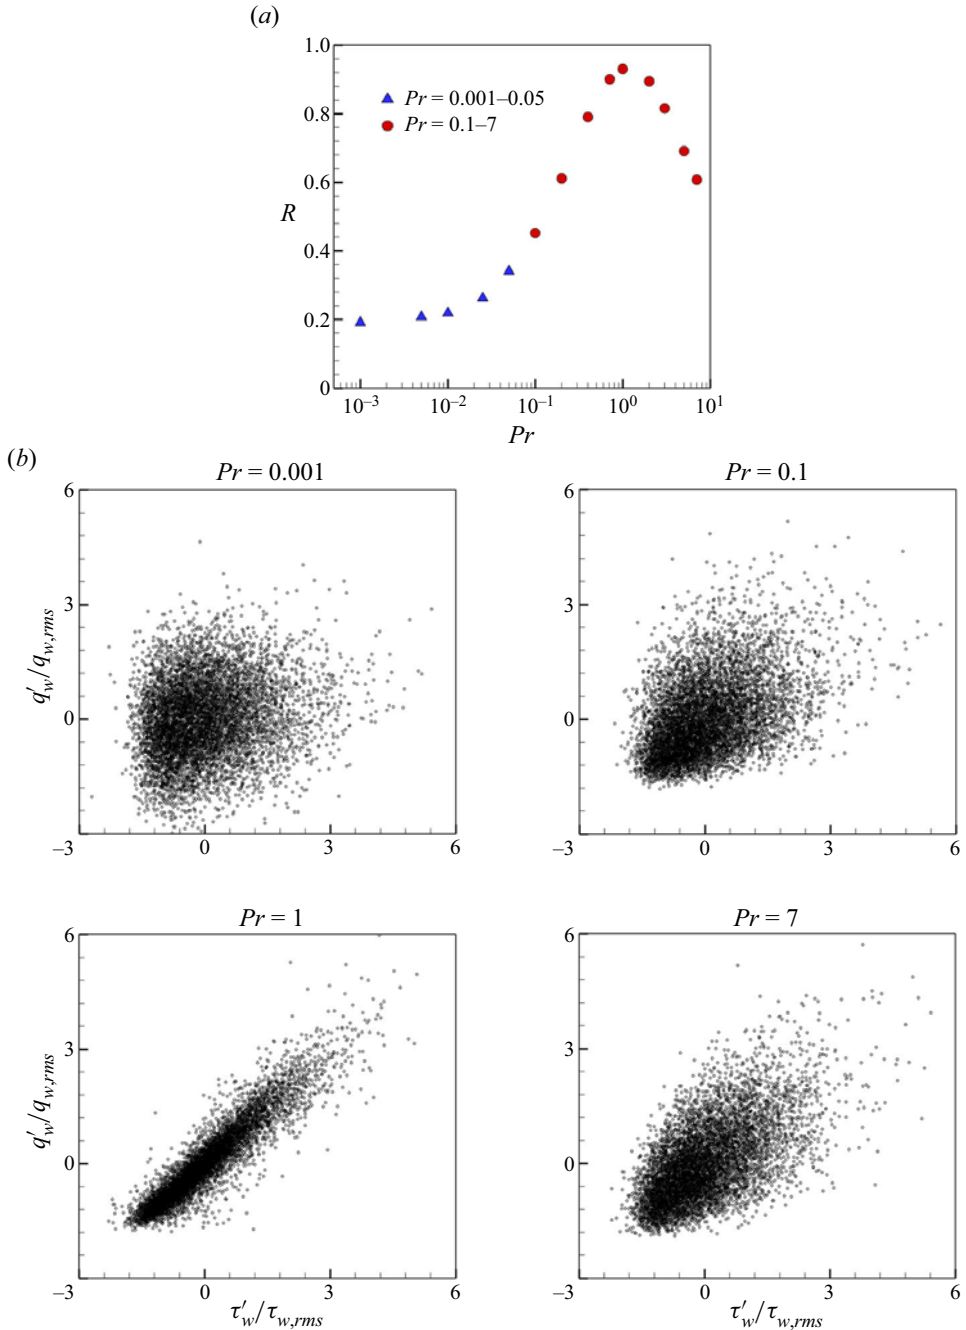 (a)
1.0
0.8
0.6
0.4
0.2
0
R
Pr = 0.001–0.05
Pr = 0.1–7
10⁻³ 10⁻² 10⁻¹ 10⁰ 10¹
Pr
(b)
Pr = 0.001
6
3
0
–3 0 3 6
q′w/qw,rms
Pr = 0.1
6
3
0
–3 0 3 6
Pr = 1
6
3
0
–3 0 3 6
q′w/qw,rms
τ′w/τw,rms
Pr = 7
6
3
0
–3 0 3 6
τ′w/τw,rms